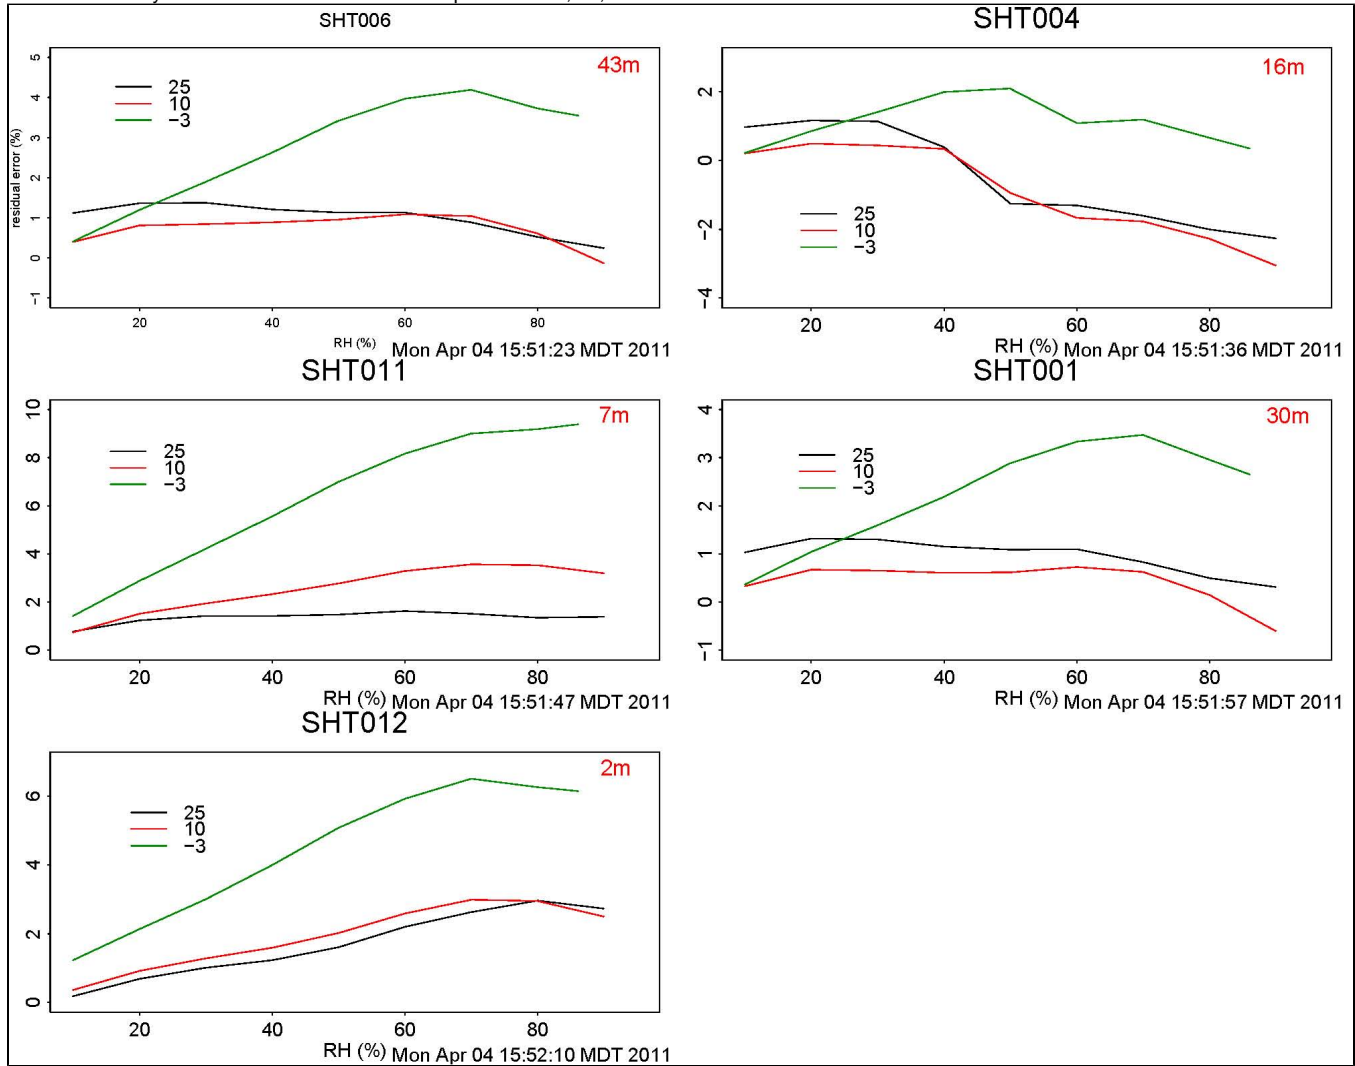 SHT006
5
4
3
2
1
0
−1
residual error (%)
25
10
−3
43m
20
40
60
80
RH (%)
Mon Apr 04 15:51:23 MDT 2011
SHT004
2
0
−2
−4
25
10
−3
16m
20
40
60
80
RH (%)
Mon Apr 04 15:51:36 MDT 2011
SHT011
10
8
6
4
2
0
25
10
−3
7m
20
40
60
80
RH (%)
Mon Apr 04 15:51:47 MDT 2011
SHT001
4
3
2
1
0
−1
25
10
−3
30m
20
40
60
80
RH (%)
Mon Apr 04 15:51:57 MDT 2011
SHT012
6
4
2
0
25
10
−3
2m
20
40
60
80
RH (%)
Mon Apr 04 15:52:10 MDT 2011